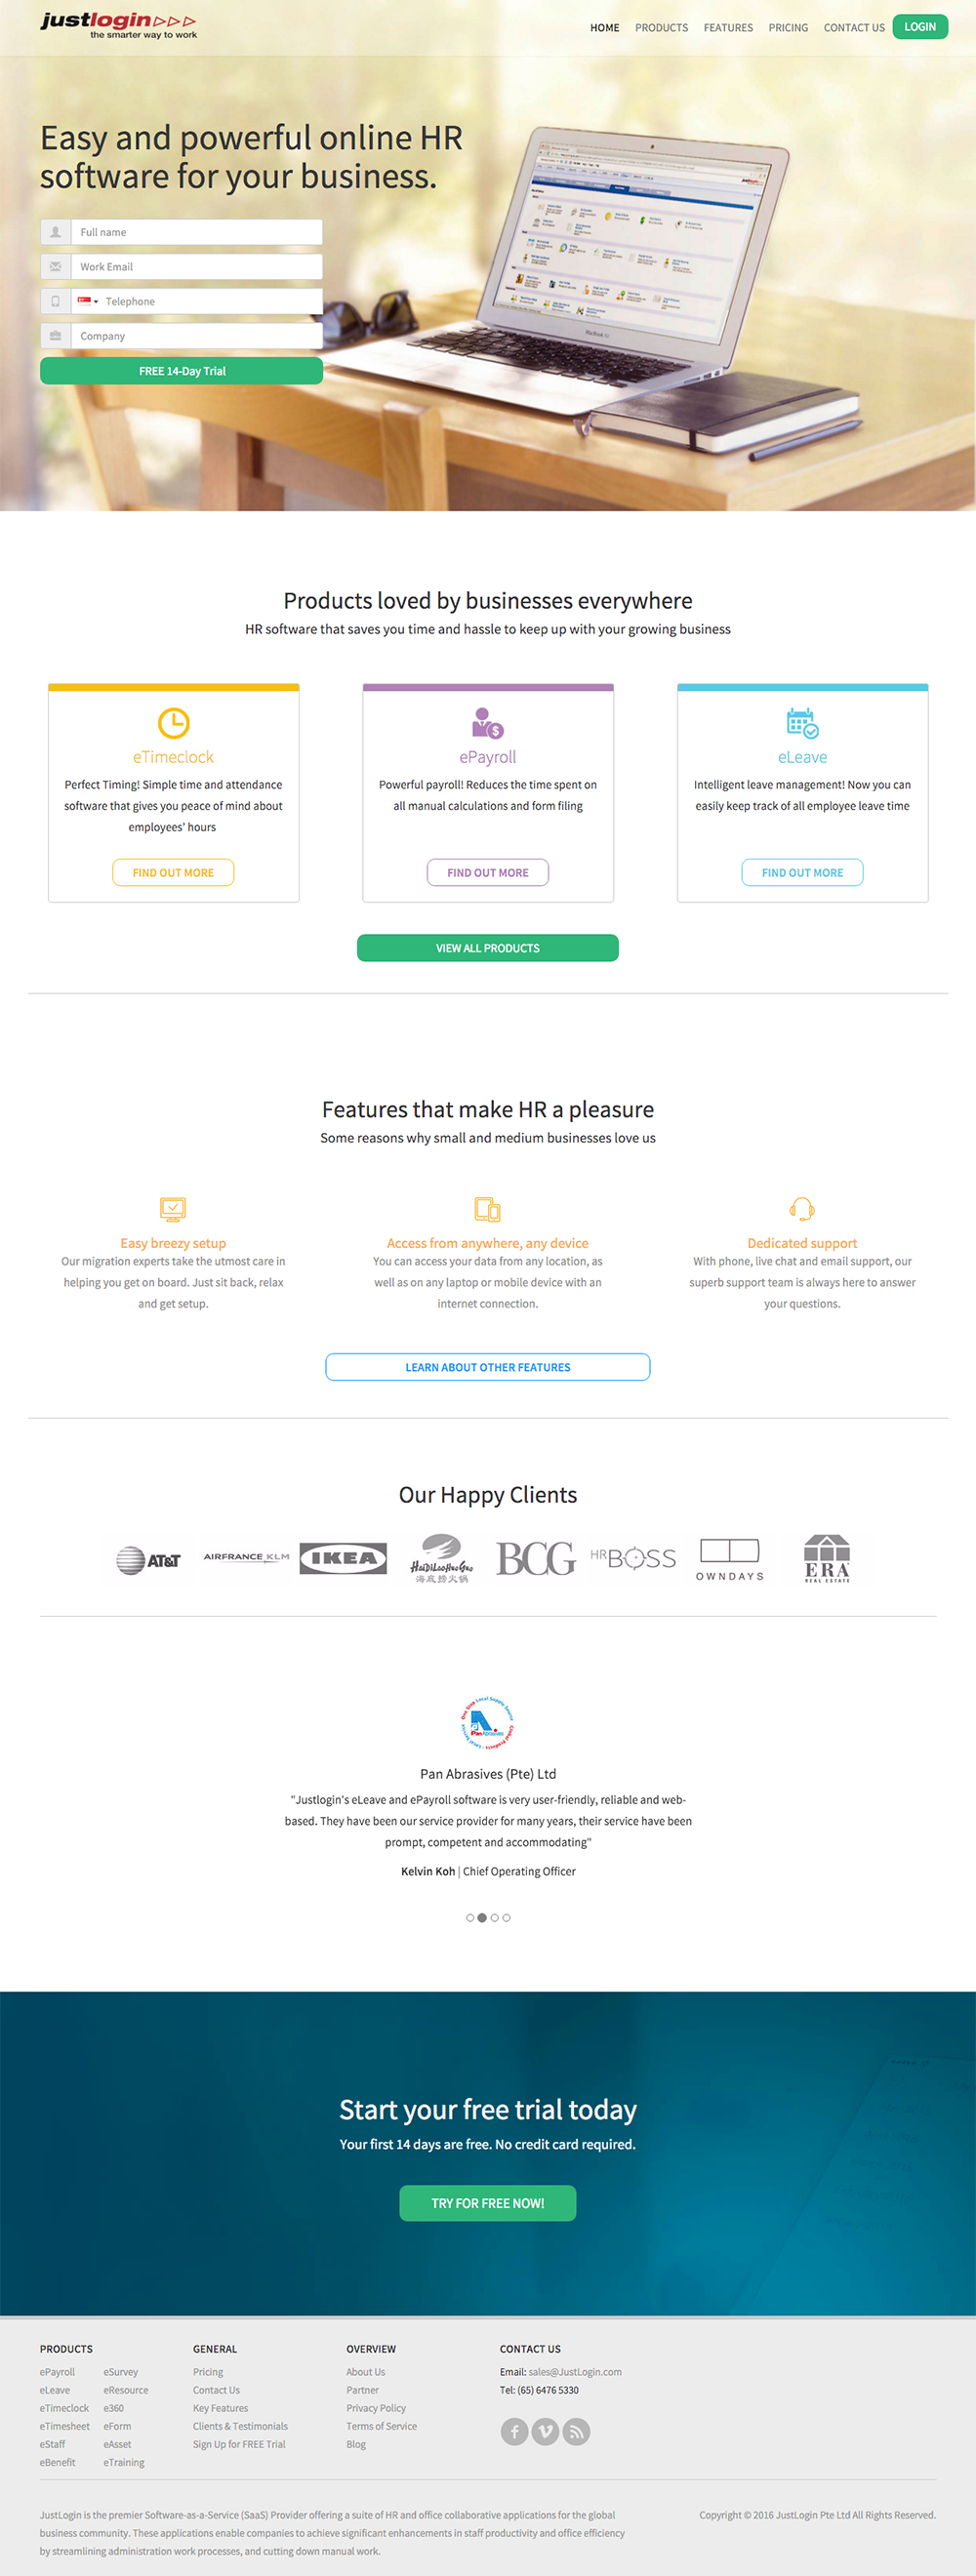 justlogin
the smarter way to work
HOME PRODUCTS FEATURES PRICING CONTACT US LOGIN
Easy and powerful online HR
software for your business.
Full name
Work Email
Telephone
Company
FREE 14-Day Trial
MacBook Air
Products loved by businesses everywhere
HR software that saves you time and hassle to keep up with your growing business
eTimeclock
Perfect Timing! Simple time and attendance
software that gives you peace of mind about
employees' hours
FIND OUT MORE
ePayroll
Powerful payroll! Reduces the time spent on
all manual calculations and form filing
FIND OUT MORE
eLeave
Intelligent leave management! Now you can
easily keep track of all employee leave time
FIND OUT MORE
VIEW ALL PRODUCTS
Features that make HR a pleasure
Some reasons why small and medium businesses love us
Easy breezy setup
Our migration experts take the utmost care in
helping you get on board. Just sit back, relax
and get setup.
Access from anywhere, any device
You can access your data from any location, as
well as on any laptop or mobile device with an
internet connection.
Dedicated support
With phone, live chat and email support, our
superb support team is always here to answer
your questions.
LEARN ABOUT OTHER FEATURES
Our Happy Clients
AT&T
AIRFRANCE KLM
IKEA
HaiDiLaoHuoGuo
海底捞火锅
BCG
HRBOSS
OWNDAYS
ERA
REAL ESTATE
Pan Abrasives (Pte) Ltd
"Justlogin's eLeave and ePayroll software is very user-friendly, reliable and web-
based. They have been our service provider for many years, their service have been
prompt, competent and accommodating"
Kelvin Koh | Chief Operating Officer
Start your free trial today
Your first 14 days are free. No credit card required.
TRY FOR FREE NOW!
PRODUCTS
ePayroll eSurvey
eLeave eResource
eTimeclock e360
eTimesheet eForm
eStaff eAsset
eBenefit eTraining
GENERAL
Pricing
Contact Us
Key Features
Clients & Testimonials
Sign Up for FREE Trial
OVERVIEW
About Us
Partner
Privacy Policy
Terms of Service
Blog
CONTACT US
Email: sales@JustLogin.com
Tel: (65) 6476 5330
JustLogin is the premier Software-as-a-Service (SaaS) Provider offering a suite of HR and office collaborative applications for the global
business community. These applications enable companies to achieve significant enhancements in staff productivity and office efficiency
by streamlining administration work processes, and cutting down manual work.
Copyright © 2016 JustLogin Pte Ltd All Rights Reserved.